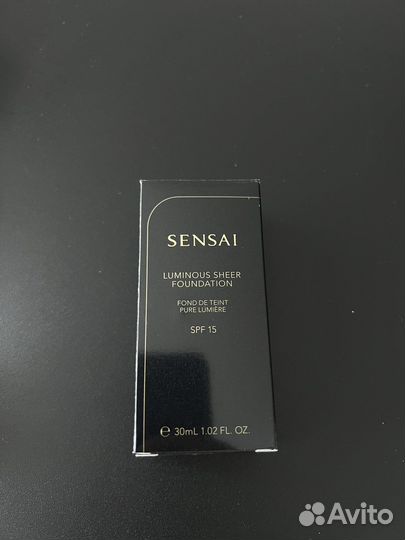 SENSAI
LUMINOUS SHEER
FOUNDATION
FOND DE TEINT
PURE LUMIÈRE
SPF 15
℮ 30mL 1.02 FL. OZ.
Avito